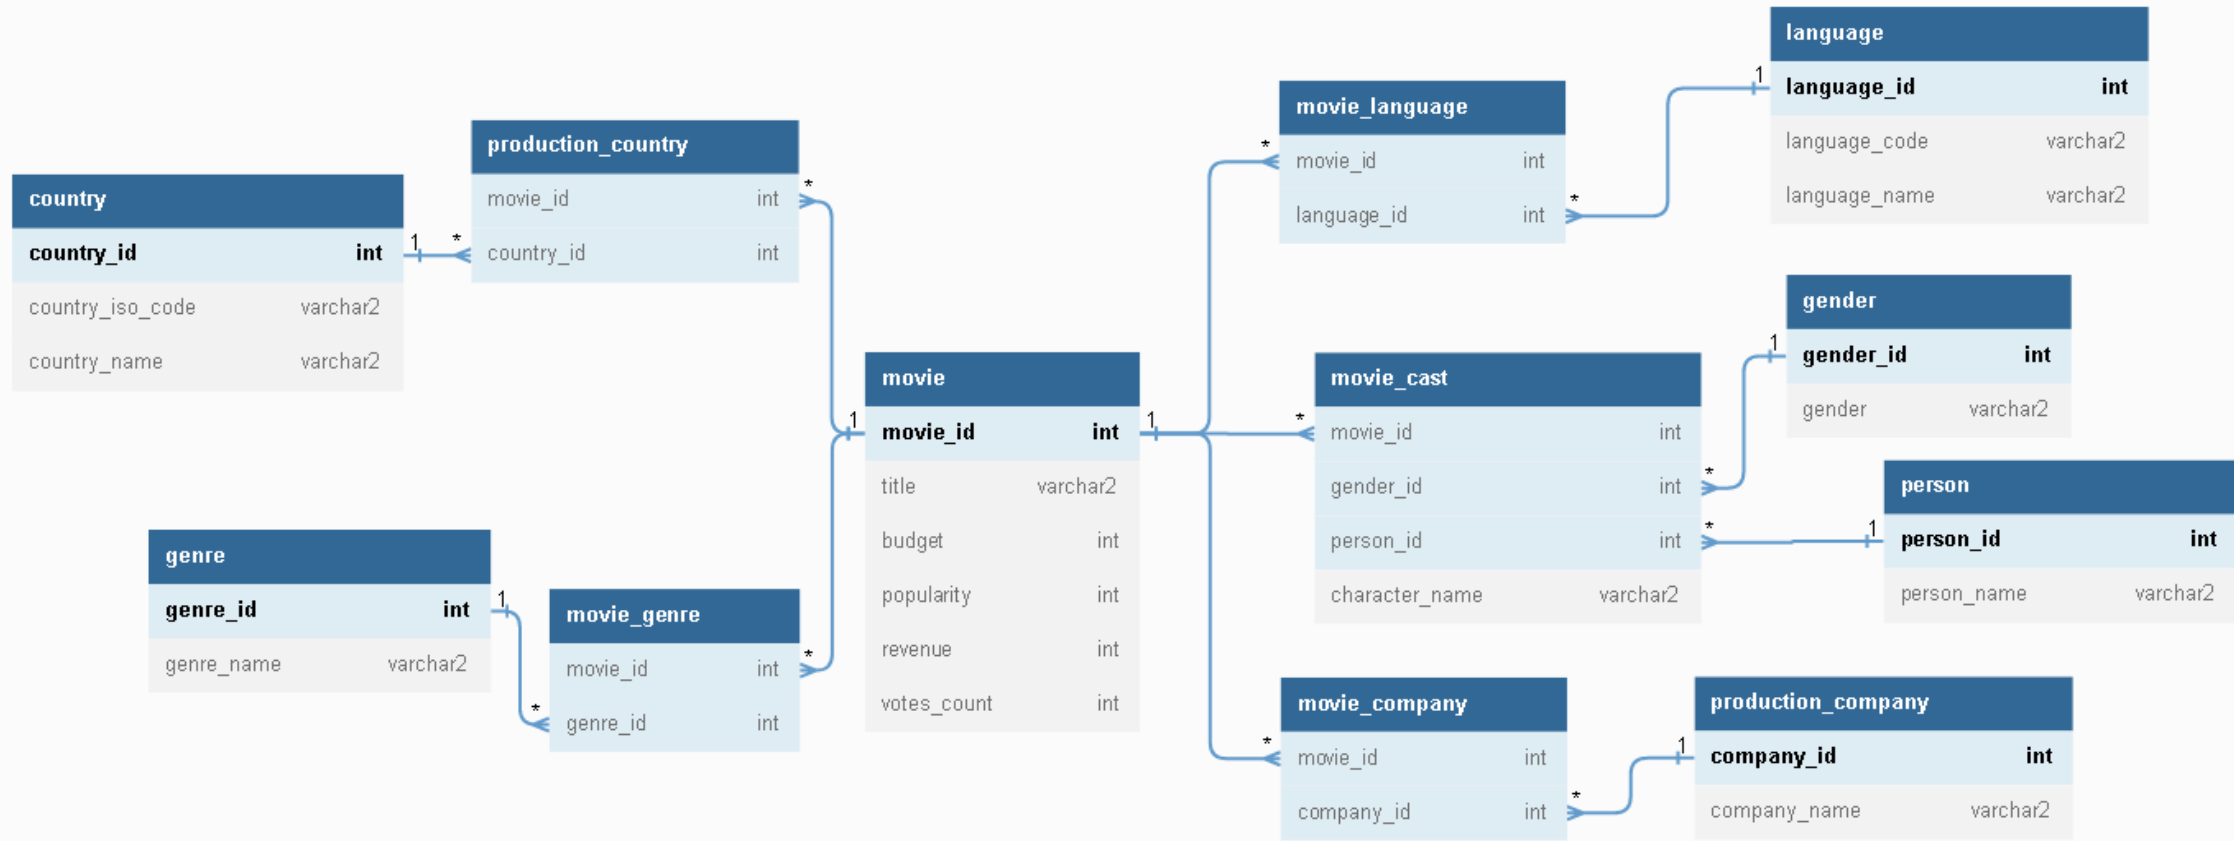 country
country_id int
country_iso_code varchar2
country_name varchar2
1 *
production_country
movie_id int
country_id int
*
genre
genre_id int
genre_name varchar2
1
*
movie_genre
movie_id int
genre_id int
*
1
movie
movie_id int
title varchar2
budget int
popularity int
revenue int
votes_count int
1
*
movie_language
movie_id int
language_id int
*
1
language
language_id int
language_code varchar2
language_name varchar2
*
movie_cast
movie_id int
gender_id int
person_id int
character_name varchar2
*
1
gender
gender_id int
gender varchar2
*
1
person
person_id int
person_name varchar2
*
movie_company
movie_id int
company_id int
*
1
production_company
company_id int
company_name varchar2